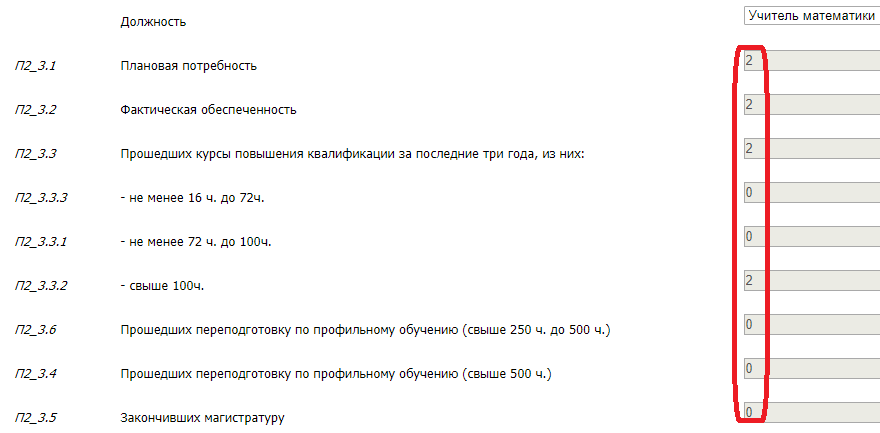 Должность Учитель математики
П2_3.1 Плановая потребность 2
П2_3.2 Фактическая обеспеченность 2
П2_3.3 Прошедших курсы повышения квалификации за последние три года, из них: 2
П2_3.3.3 - не менее 16 ч. до 72ч. 0
П2_3.3.1 - не менее 72 ч. до 100ч. 0
П2_3.3.2 - свыше 100ч. 2
П2_3.6 Прошедших переподготовку по профильному обучению (свыше 250 ч. до 500 ч.) 0
П2_3.4 Прошедших переподготовку по профильному обучению (свыше 500 ч.) 0
П2_3.5 Закончивших магистратуру 0